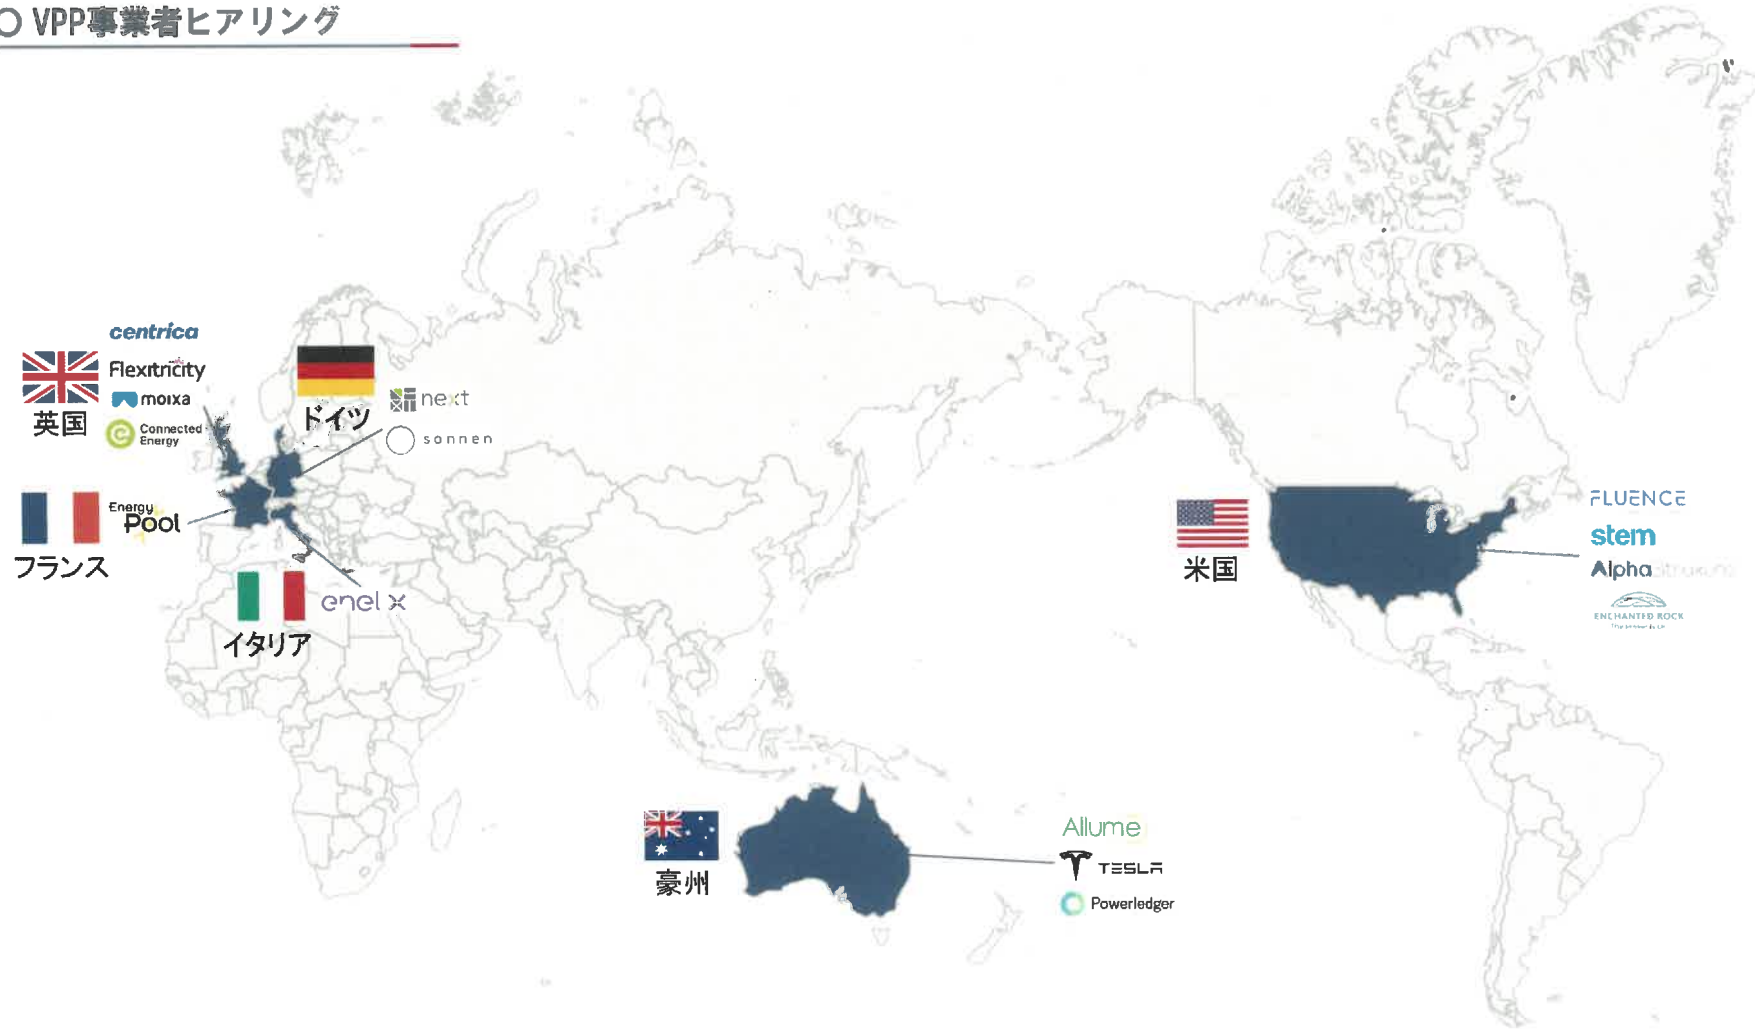 VPP事業者ヒアリング
centrica
Flexitricity
moixa
Connected
Energy
英国
ドイツ
next
sonnen
Energy
Pool
フランス
enel x
イタリア
米国
FLUENCE
stem
Alpha
ENCHANTED ROCK
豪州
Allume
TESLA
Powerledger